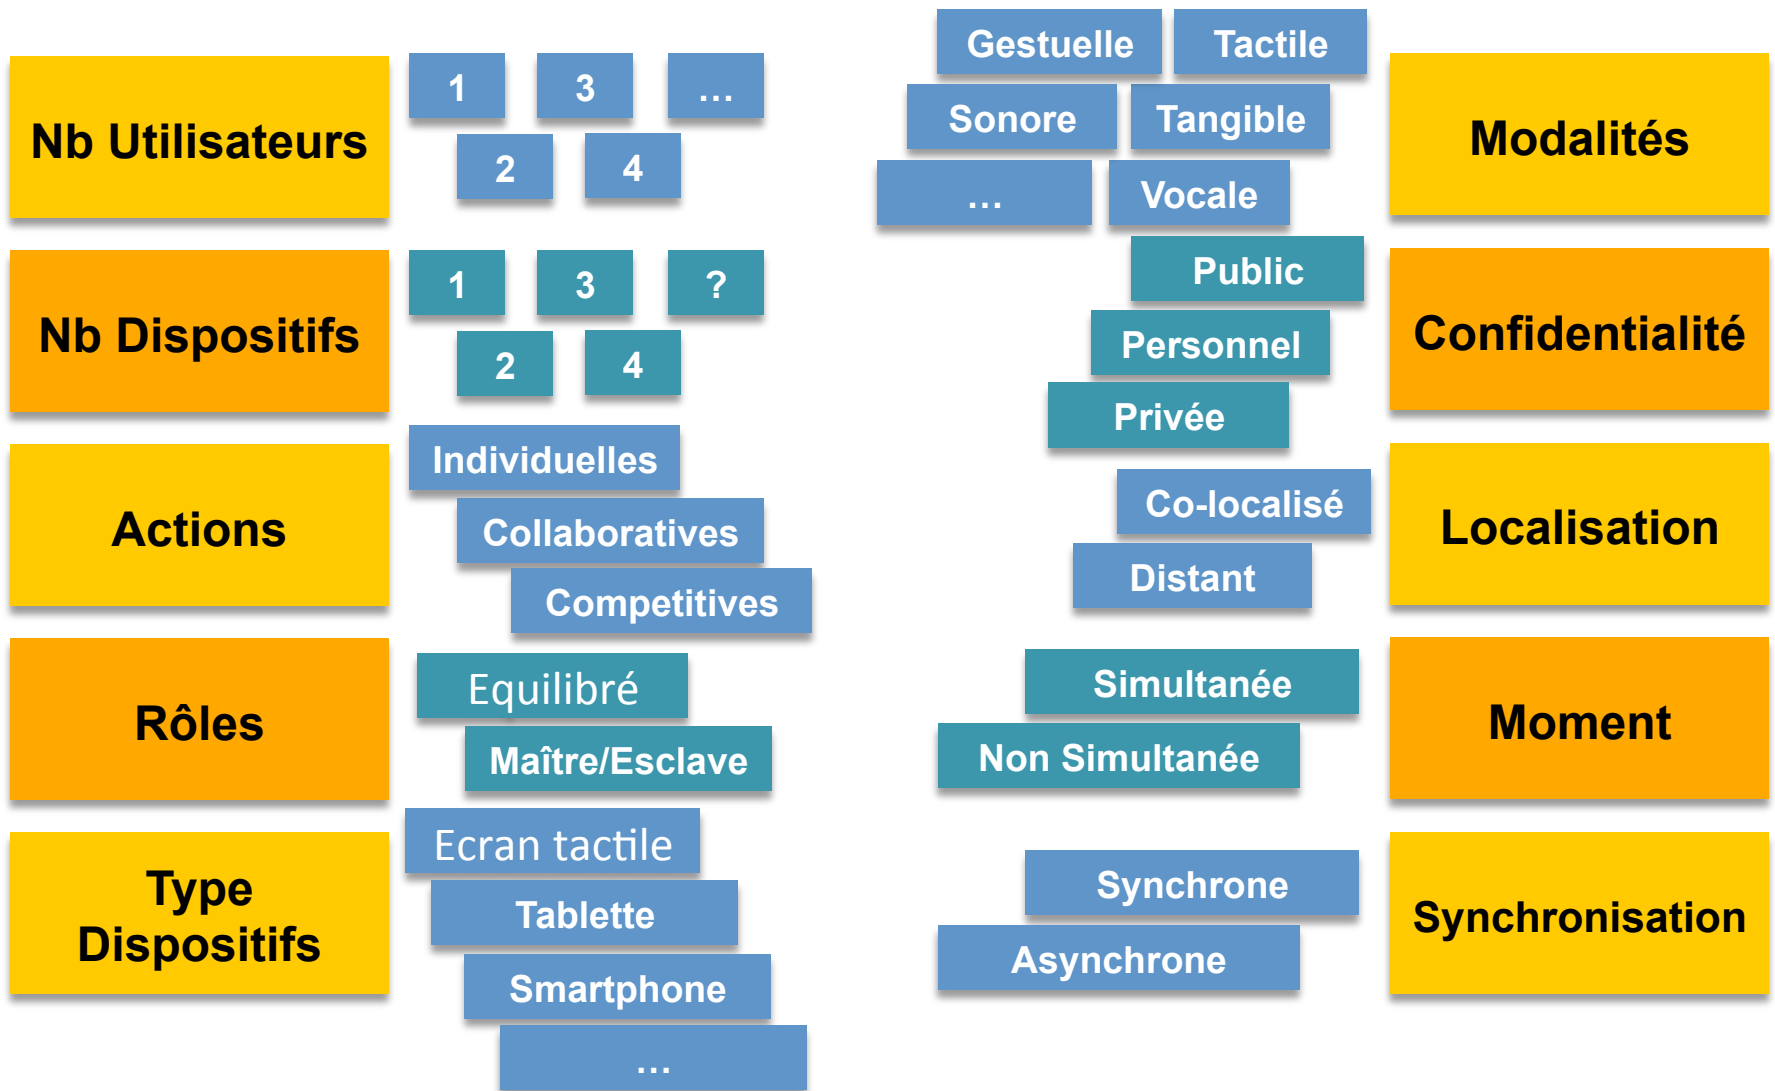 Nb Utilisateurs
1
3
…
2
4
Nb Dispositifs
1
3
?
2
4
Actions
Individuelles
Collaboratives
Competitives
Rôles
Equilibré
Maître/Esclave
Type
Dispositifs
Ecran tactile
Tablette
Smartphone
…
Gestuelle
Tactile
Sonore
Tangible
…
Vocale
Modalités
Public
Personnel
Privée
Confidentialité
Co-localisé
Distant
Localisation
Simultanée
Non Simultanée
Moment
Synchrone
Asynchrone
Synchronisation